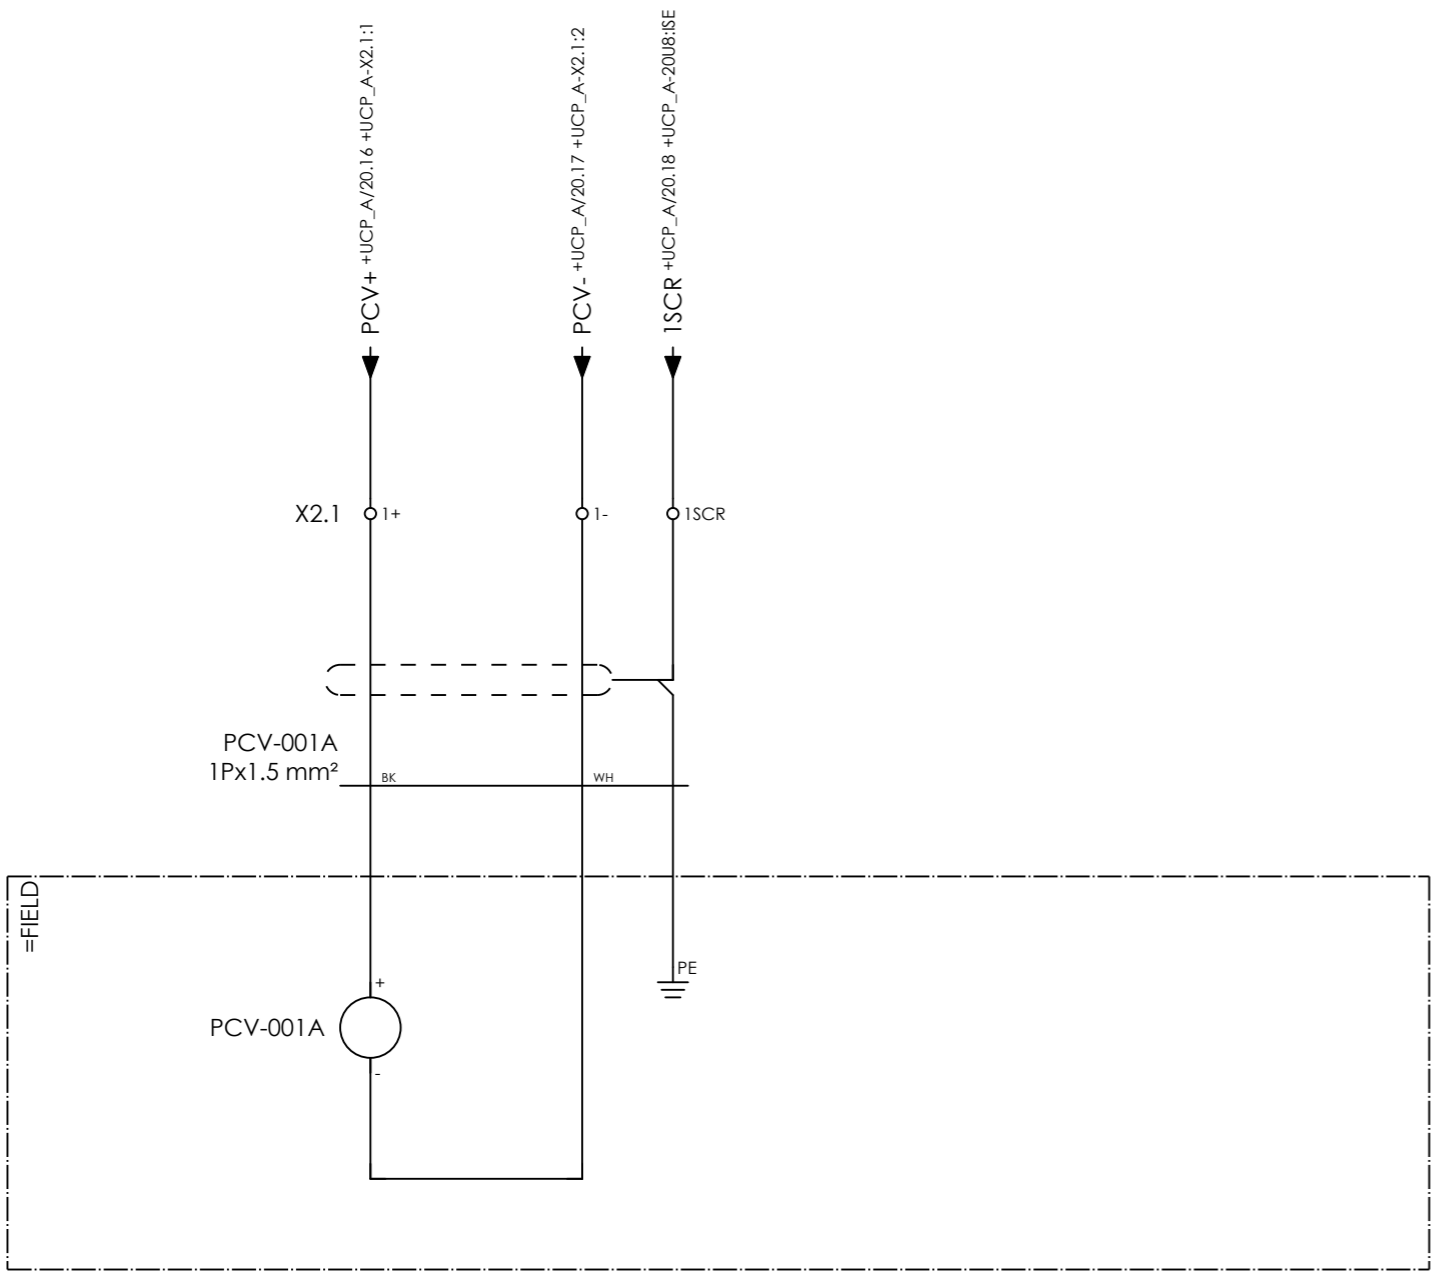 PCV+ +UCP_A/20.16 +UCP_A-X2.1:1
PCV- +UCP_A/20.17 +UCP_A-X2.1:2
1SCR +UCP_A/20.18 +UCP_A-20U8:ISE
X2.1
1+
1-
1SCR
PCV-001A
1Px1.5 mm²
BK
WH
=FIELD
PE
+
PCV-001A
-